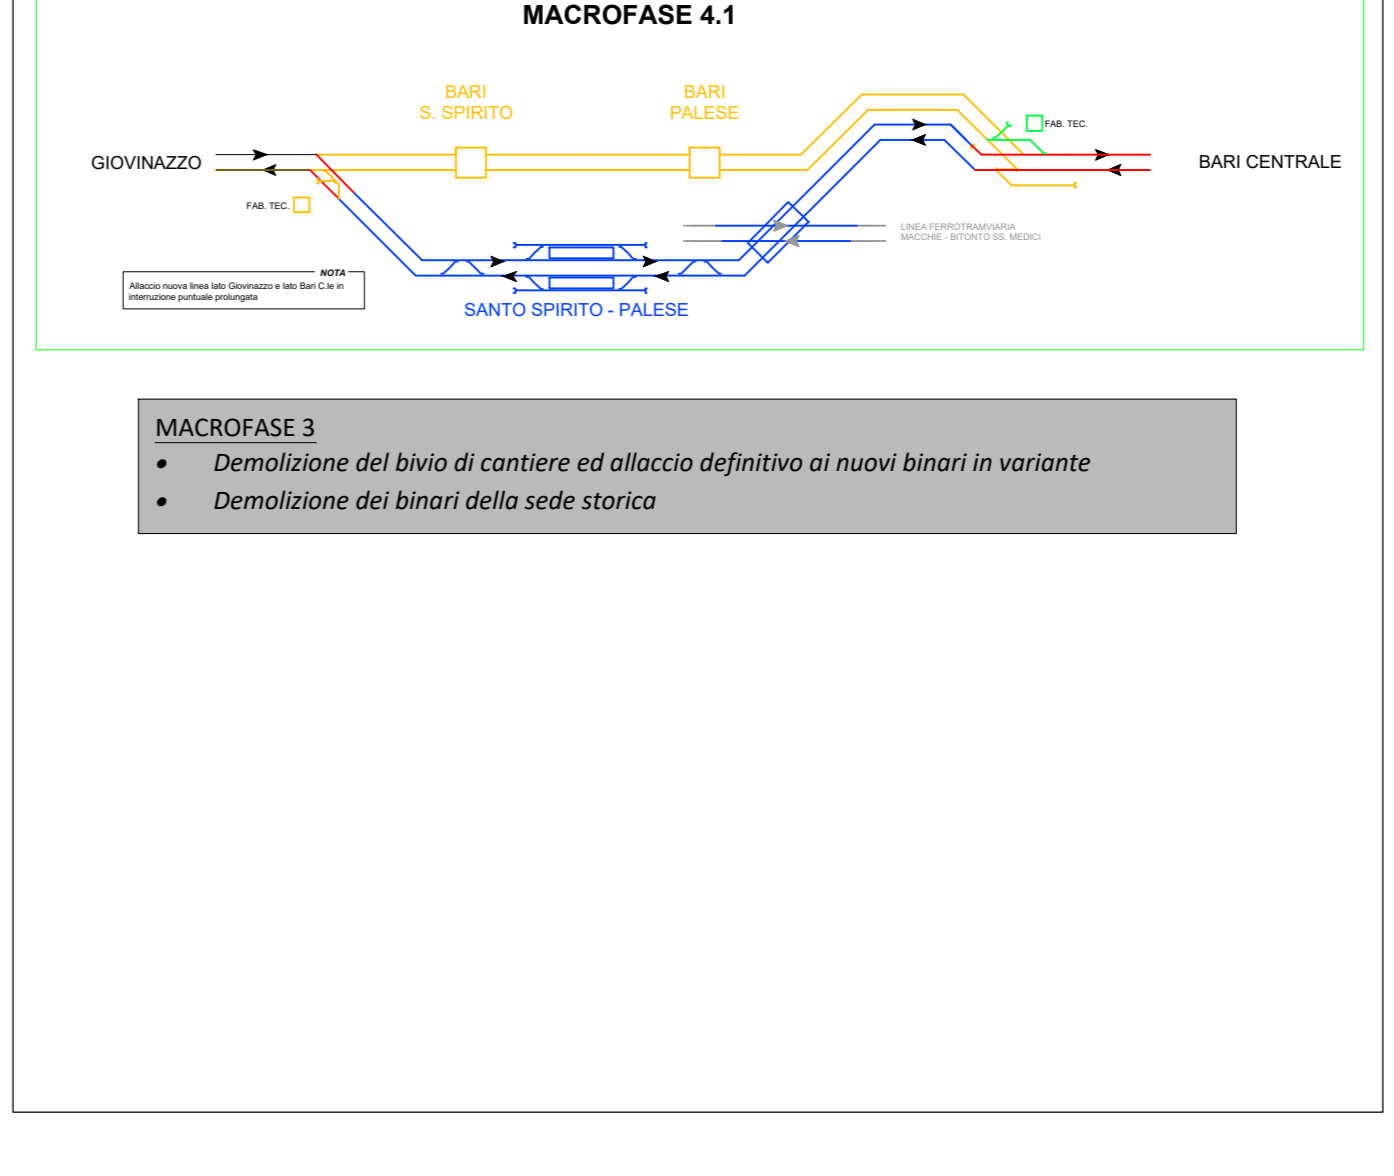 MACROFASE 4.1
BARI
S. SPIRITO
BARI
PALESE
FAB. TEC.
GIOVINAZZO
BARI CENTRALE
FAB. TEC.
LINEA FERROTRAMVIARIA
MACCHIE - BITONTO SS. MEDICI
NOTA
Allaccio nuova linea lato Giovinazzo e lato Bari C.le in
interruzione puntuale prolungata
SANTO SPIRITO - PALESE
MACROFASE 3
• Demolizione del bivio di cantiere ed allaccio definitivo ai nuovi binari in variante
• Demolizione dei binari della sede storica